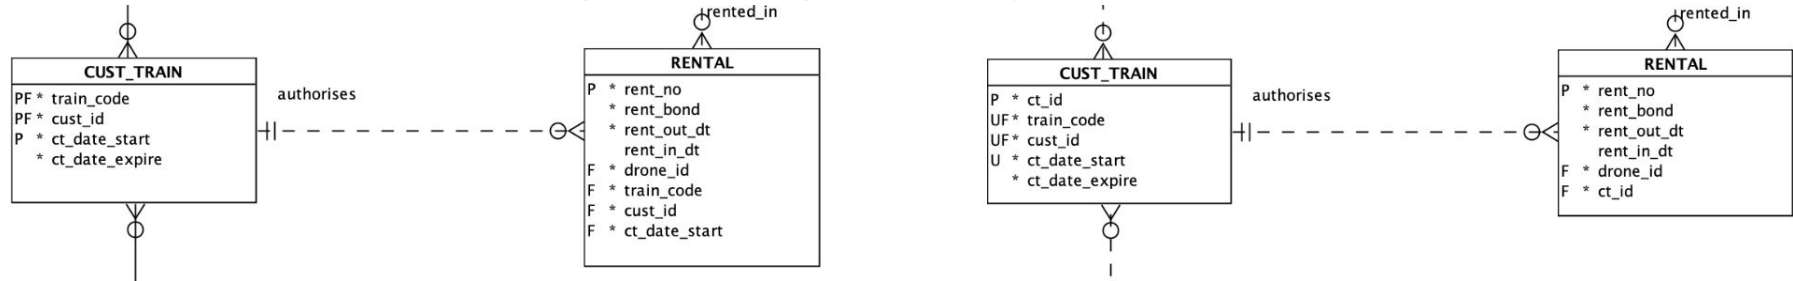 rented_in
CUST_TRAIN
PF * train_code
PF * cust_id
P * ct_date_start
* ct_date_expire
authorises
RENTAL
P * rent_no
* rent_bond
* rent_out_dt
rent_in_dt
F * drone_id
F * train_code
F * cust_id
F * ct_date_start
rented_in
CUST_TRAIN
P * ct_id
UF * train_code
UF * cust_id
U * ct_date_start
* ct_date_expire
authorises
RENTAL
P * rent_no
* rent_bond
* rent_out_dt
rent_in_dt
F * drone_id
F * ct_id